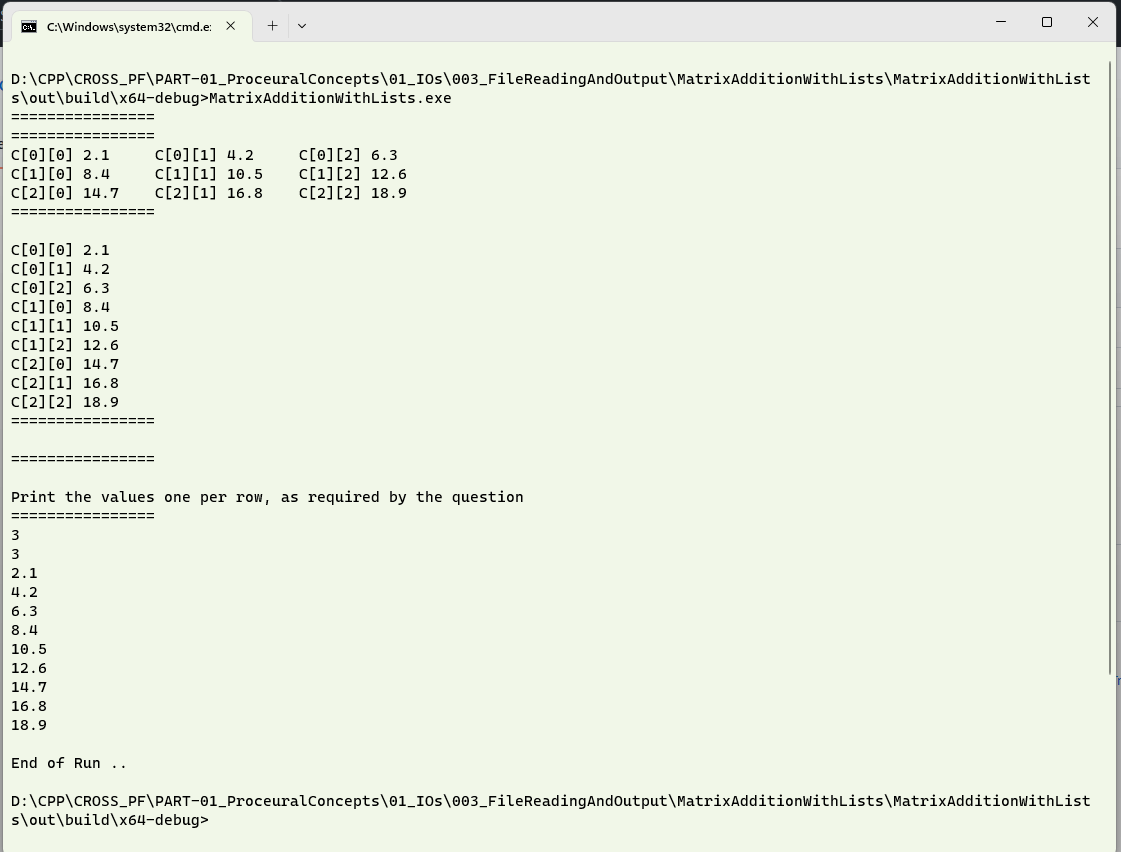 C:\Windows\system32\cmd.e:
D:\CPP\CROSS_PF\PART-01_ProceuralConcepts\01_IOs\003_FileReadingAndOutput\MatrixAdditionWithLists\MatrixAdditionWithList
s\out\build\x64-debug>MatrixAdditionWithLists.exe
================
================
C[0][0] 2.1     C[0][1] 4.2     C[0][2] 6.3
C[1][0] 8.4     C[1][1] 10.5    C[1][2] 12.6
C[2][0] 14.7    C[2][1] 16.8    C[2][2] 18.9
================
C[0][0] 2.1
C[0][1] 4.2
C[0][2] 6.3
C[1][0] 8.4
C[1][1] 10.5
C[1][2] 12.6
C[2][0] 14.7
C[2][1] 16.8
C[2][2] 18.9
================
================
Print the values one per row, as required by the question
================
3
3
2.1
4.2
6.3
8.4
10.5
12.6
14.7
16.8
18.9
End of Run ..
D:\CPP\CROSS_PF\PART-01_ProceuralConcepts\01_IOs\003_FileReadingAndOutput\MatrixAdditionWithLists\MatrixAdditionWithList
s\out\build\x64-debug>